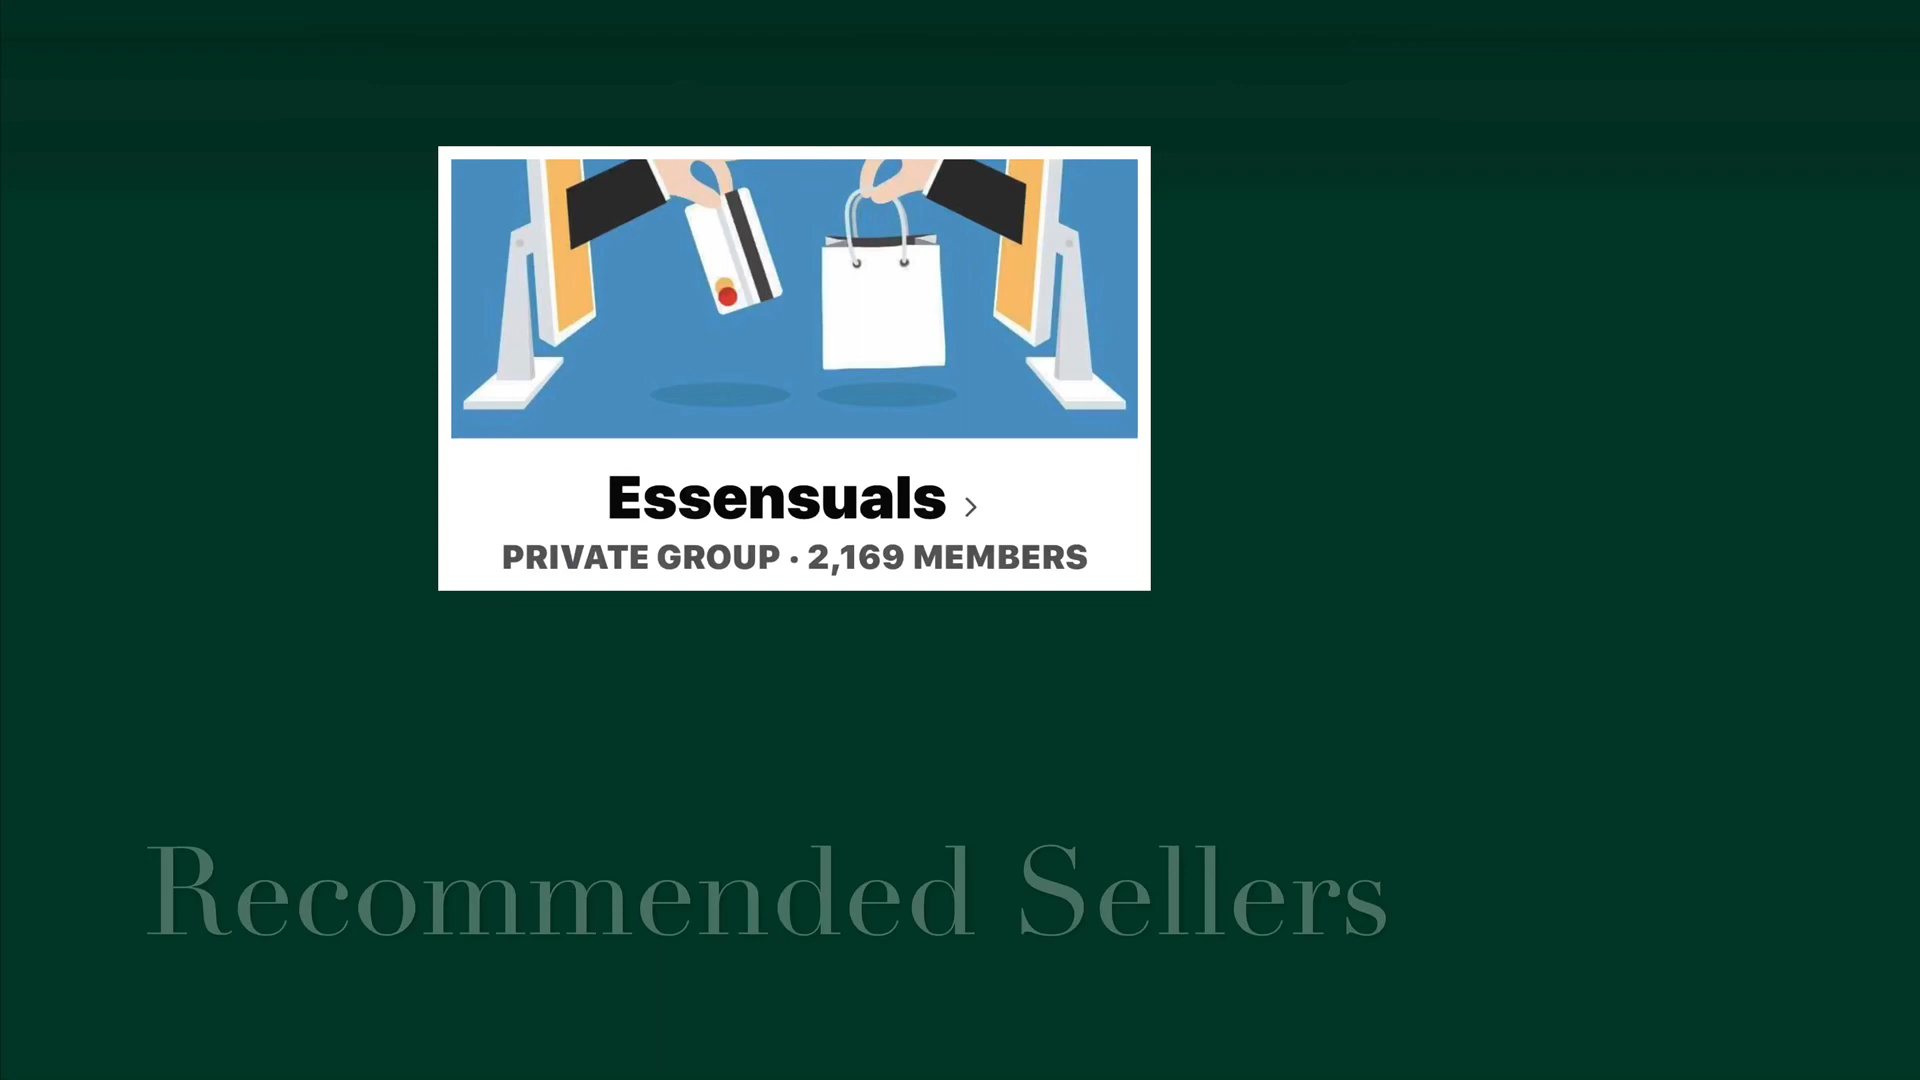 Essensuals >
PRIVATE GROUP · 2,169 MEMBERS
Recommended Sellers